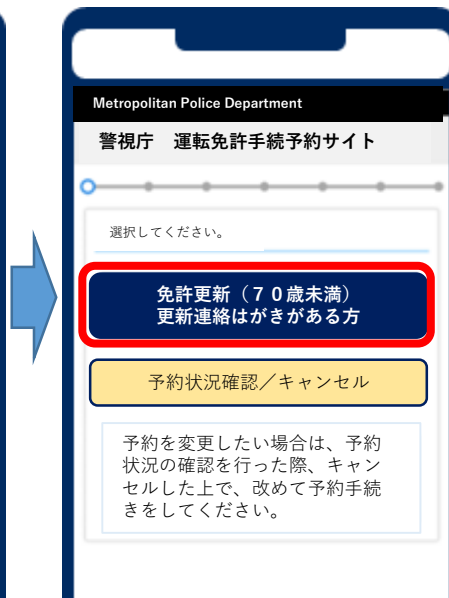 Metropolitan Police Department
警視庁　運転免許手続予約サイト
選択してください。
免許更新（７０歳未満）
更新連絡はがきがある方
予約状況確認／キャンセル
予約を変更したい場合は、予約
状況の確認を行った際、キャン
セルした上で、改めて予約手続
きをしてください。